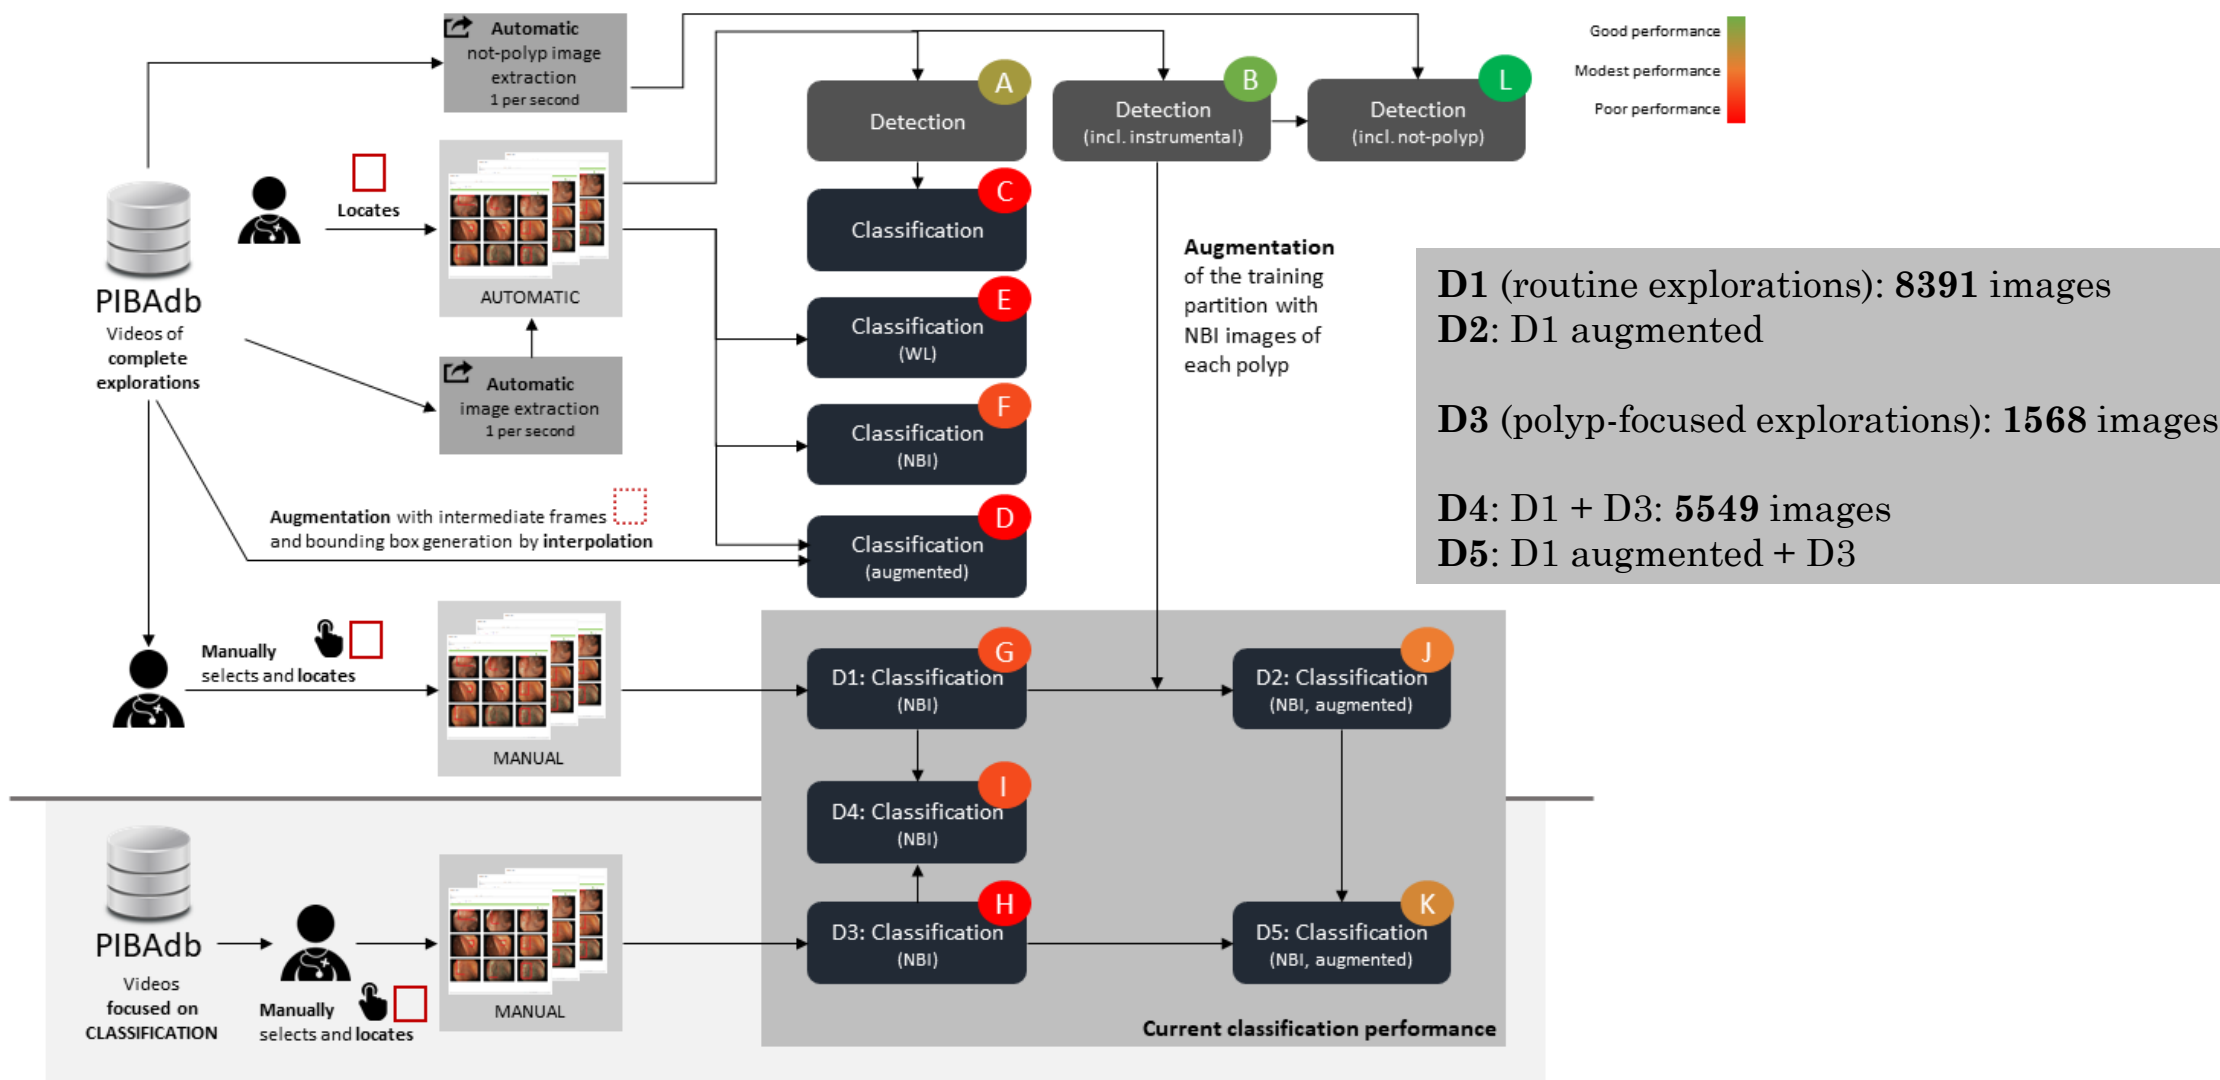 Automatic
not-polyp image
extraction
1 per second
Good performance
Modest performance
Poor performance
A
Detection
B
Detection
(incl. instrumental)
L
Detection
(incl. not-polyp)
Locates
AUTOMATIC
PIBAdb
Videos of
complete
explorations
Automatic
image extraction
1 per second
C
Classification
E
Classification
(WL)
F
Classification
(NBI)
D
Classification
(augmented)
Augmentation
of the training
partition with
NBI images of
each polyp
D1 (routine explorations): 8391 images
D2: D1 augmented
D3 (polyp-focused explorations): 1568 images
D4: D1 + D3: 5549 images
D5: D1 augmented + D3
Augmentation with intermediate frames
and bounding box generation by interpolation
Manually
selects and locates
MANUAL
G
D1: Classification
(NBI)
J
D2: Classification
(NBI, augmented)
I
D4: Classification
(NBI)
H
D3: Classification
(NBI)
K
D5: Classification
(NBI, augmented)
Current classification performance
PIBAdb
Videos
focused on
CLASSIFICATION
Manually
selects and locates
MANUAL